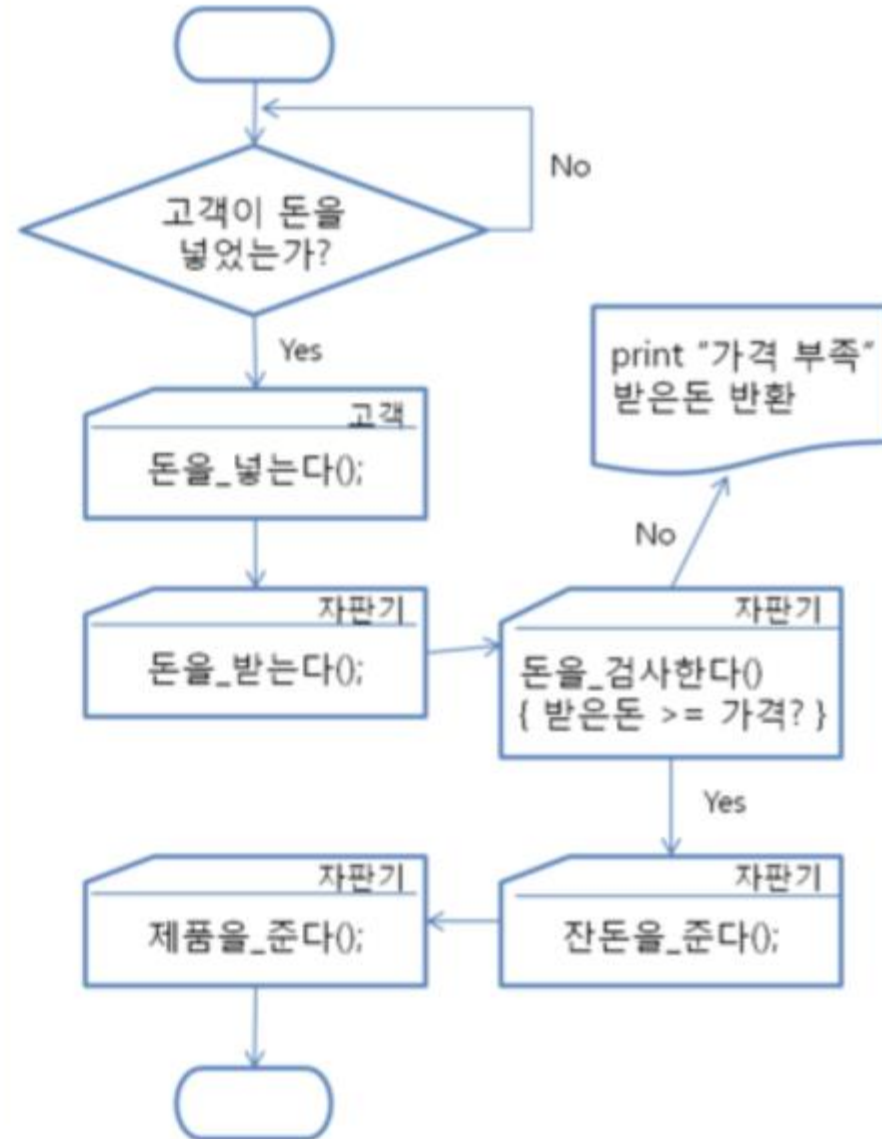 No
고객이 돈을
넣었는가?
Yes
고객
돈을_넣는다();
print "가격 부족"
받은돈 반환
No
자판기
돈을_받는다();
자판기
돈을_검사한다()
{ 받은돈 >= 가격? }
Yes
자판기
제품을_준다();
자판기
잔돈을_준다();